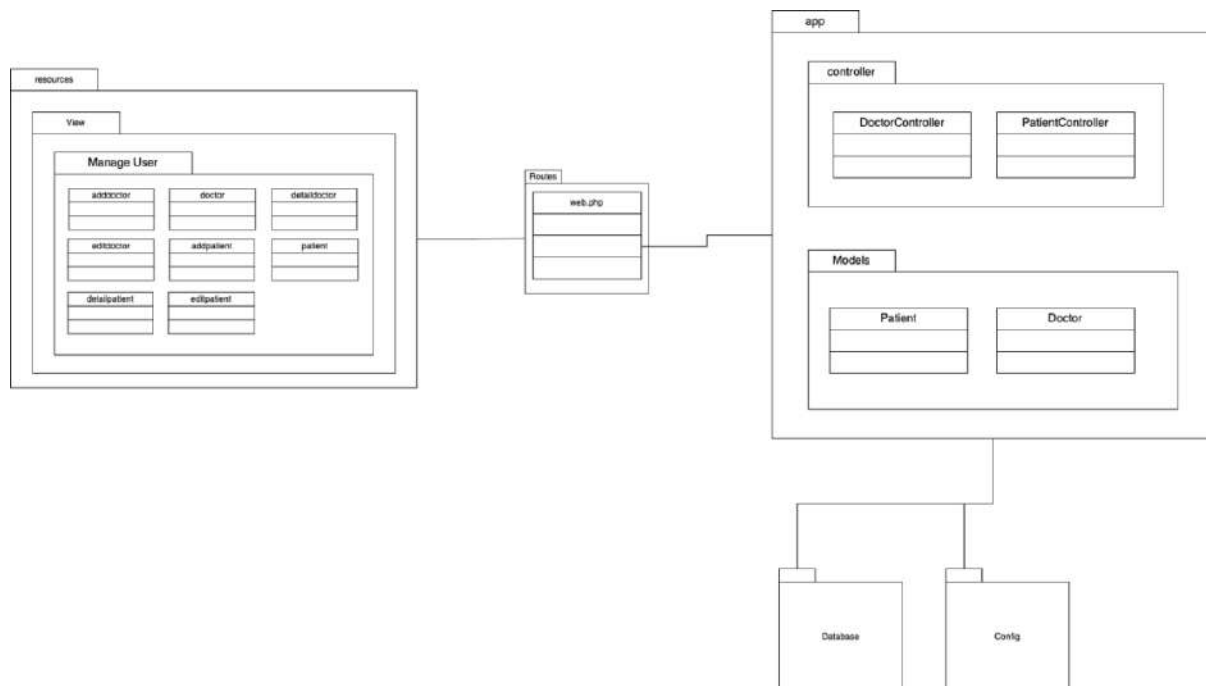 resources
View
Manage User
adddoctor
doctor
detaildoctor
editdoctor
addpatient
patient
detailpatient
editpatient
Routes
web.php
app
controller
DoctorController
PatientController
Models
Patient
Doctor
Database
Config